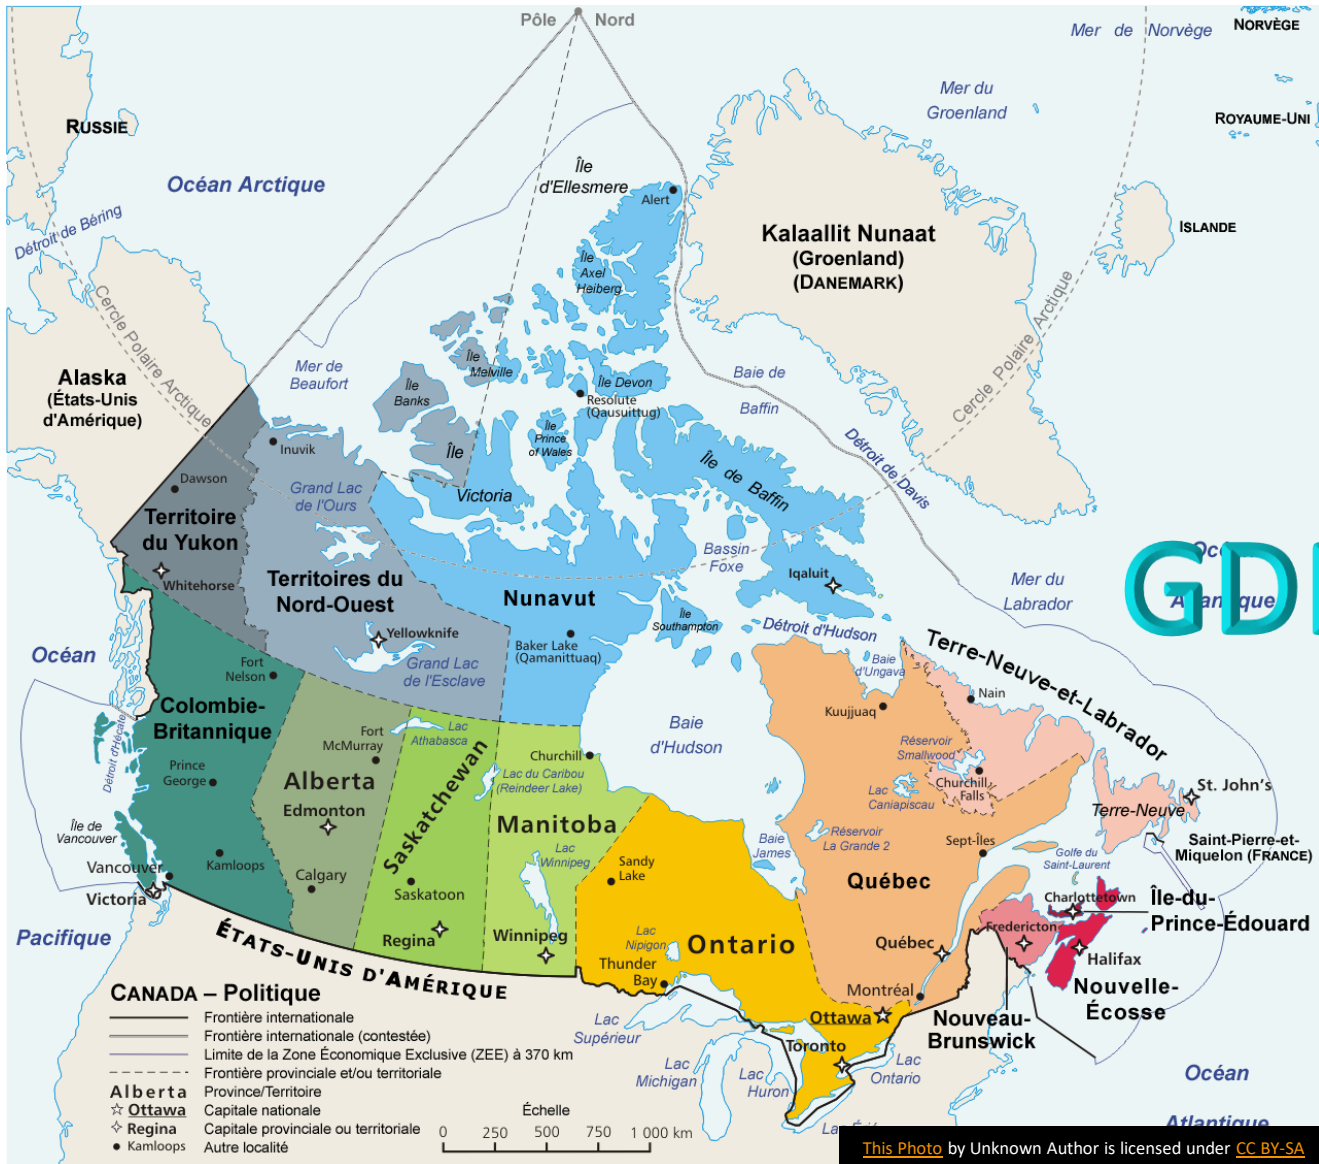 Pôle Nord
Mer de Norvège
NORVÈGE
Mer du
Groenland
ROYAUME-UNI
RUSSIE
Île
d'Ellesmere
Océan Arctique
Alert
Détroit de Béring
Kalaallit Nunaat
(Groenland)
(DANEMARK)
ISLANDE
Île
Axel
Heiberg
Cercle Polaire Arctique
Cercle Polaire Arctique
Mer de
Beaufort
Île
Melville
Alaska
(États-Unis
d'Amérique)
Île
Banks
Île Devon
Baie de
Baffin
Resolute
(Qausuittug)
Île
Prince
of Wales
Inuvik
Île
Victoria
Île de Baffin
Détroit de Davis
Dawson
Grand Lac
de l'Ours
Territoire
du Yukon
Bassin
Foxe
Whitehorse
Territoires du
Nord-Ouest
Nunavut
Iqaluit
Mer du
Labrador
Océ
Atlantique
GD
Île
Southampton
Détroit d'Hudson
Yellowknife
Baker Lake
(Qamanittuaq)
Grand Lac
de l'Esclave
Terre-Neuve-et-Labrador
Baie
d'Ungava
Océan
Fort
Nelson
Nain
Kuujjuaq
Colombie-
Britannique
Détroit d'Hécate
Fort
McMurray
Lac
Athabasca
Baie
d'Hudson
Réservoir
Smallwood
Churchill
Prince
George
Alberta
Edmonton
Saskatchewan
Lac du Caribou
(Reindeer Lake)
Churchill
Falls
Lac
Caniapiscau
St. John's
Terre-Neuve
Manitoba
Île de
Vancouver
Baie
James
Réservoir
La Grande 2
Sept-Îles
Saint-Pierre-et-
Miquelon (FRANCE)
Kamloops
Lac
Winnipeg
Sandy
Lake
Golfe du
Saint-Laurent
Vancouver
Calgary
Saskatoon
Québec
Charlottetown
Île-du-
Prince-Édouard
Victoria
Pacifique
ÉTATS-UNIS D'AMÉRIQUE
Regina
Winnipeg
Lac
Nipigon
Ontario
Québec
Fredericton
Halifax
Thunder
Bay
Montréal
Nouvelle-
Écosse
Ottawa
Nouveau-
Brunswick
Lac
Supérieur
Toronto
Lac
Michigan
Lac
Huron
Lac
Ontario
Océan
Atlantique
CANADA – Politique
Frontière internationale
Frontière internationale (contestée)
Limite de la Zone Économique Exclusive (ZEE) à 370 km
Frontière provinciale et/ou territoriale
Alberta Province/Territoire
Ottawa Capitale nationale
Regina Capitale provinciale ou territoriale
Kamloops Autre localité
Échelle
0 250 500 750 1 000 km
This Photo by Unknown Author is licensed under CC BY-SA